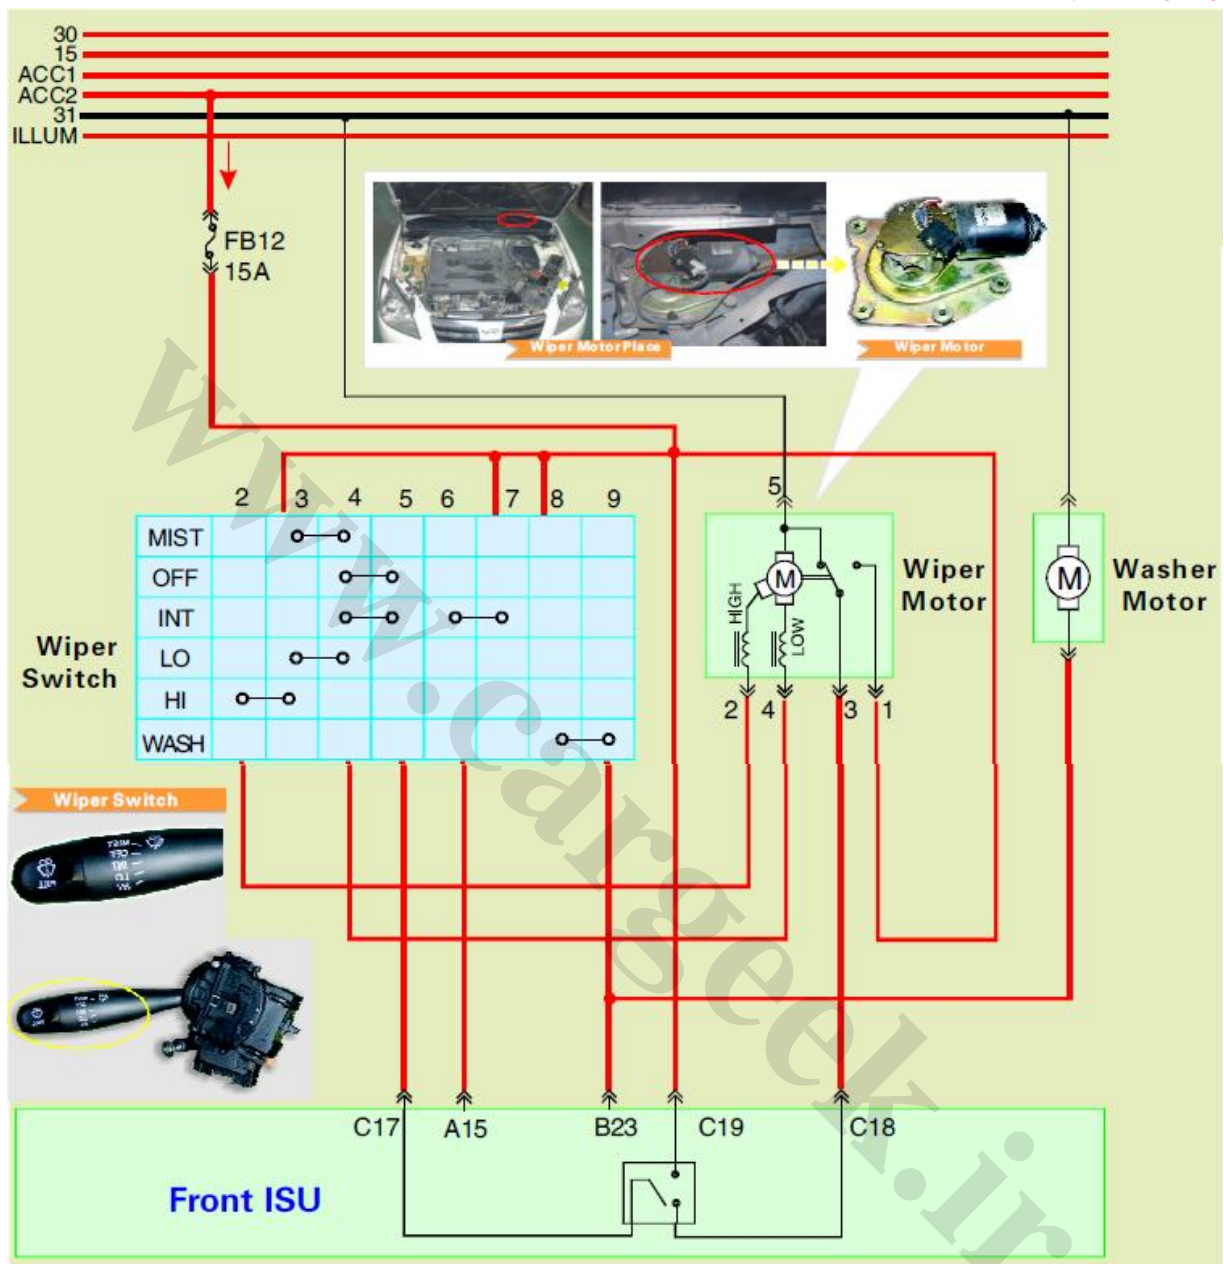 30
15
ACC1
ACC2
31
ILLUM
FB12
15A
Wiper Motor Place
Wiper Motor
2 3 4 5 6 7 8 9
MIST
OFF
INT
LO
HI
WASH
Wiper
Switch
5
HIGH
M
LOW
Wiper
Motor
M
Washer
Motor
2 4 3 1
Wiper Switch
C17
A15
B23
C19
C18
Front ISU
www.cargeek.ir